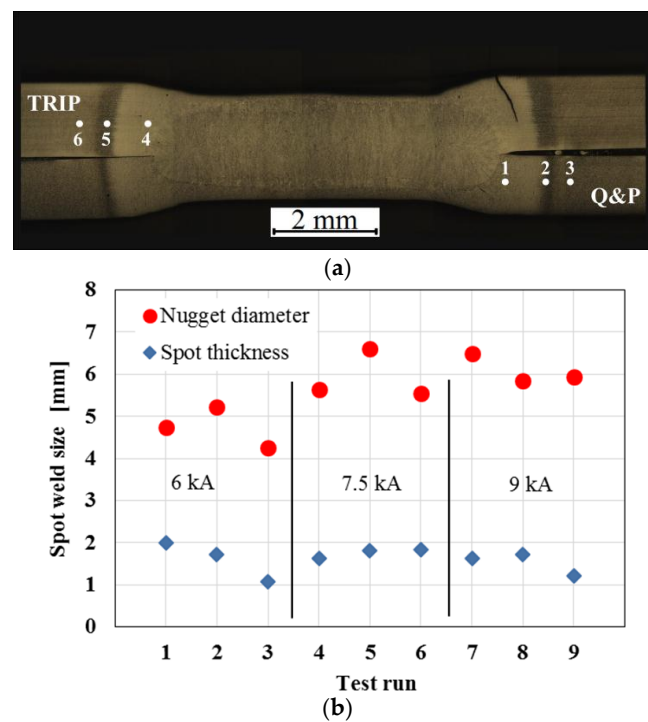 TRIP
6 5 4
1 2 3
Q&P
2 mm
(a)
8
7
6
5
4
3
2
1
0
Spot weld size [mm]
Nugget diameter
Spot thickness
6 kA 7.5 kA 9 kA
1 2 3 4 5 6 7 8 9
Test run
(b)